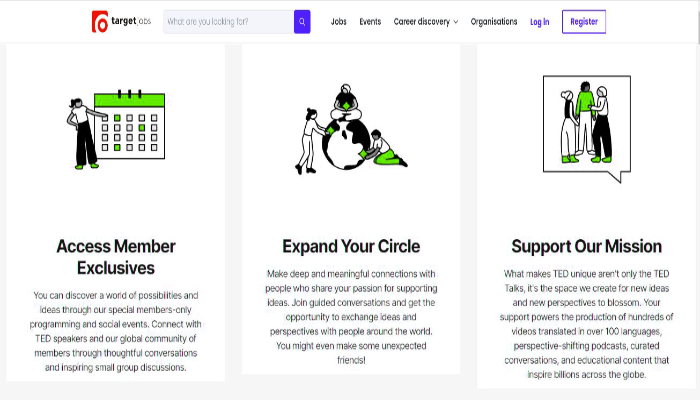 targetjobs
What are you looking for?
Jobs
Events
Career discovery
Organisations
Log in
Register
Access Member
Exclusives
You can discover a world of possibilities and
ideas through our special members-only
programming and social events. Connect with
TED speakers and our global community of
members through thoughtful conversations
and inspiring small group discussions.
Expand Your Circle
Make deep and meaningful connections with
people who share your passion for supporting
ideas. Join guided conversations and get the
opportunity to exchange ideas and
perspectives with people around the world.
You might even make some unexpected
friends!
Support Our Mission
What makes TED unique aren't only the TED
Talks, it's the space we create for new ideas
and new perspectives to blossom. Your
support powers the production of hundreds of
videos translated in over 100 languages,
perspective-shifting podcasts, curated
conversations, and educational content that
inspire billions across the globe.